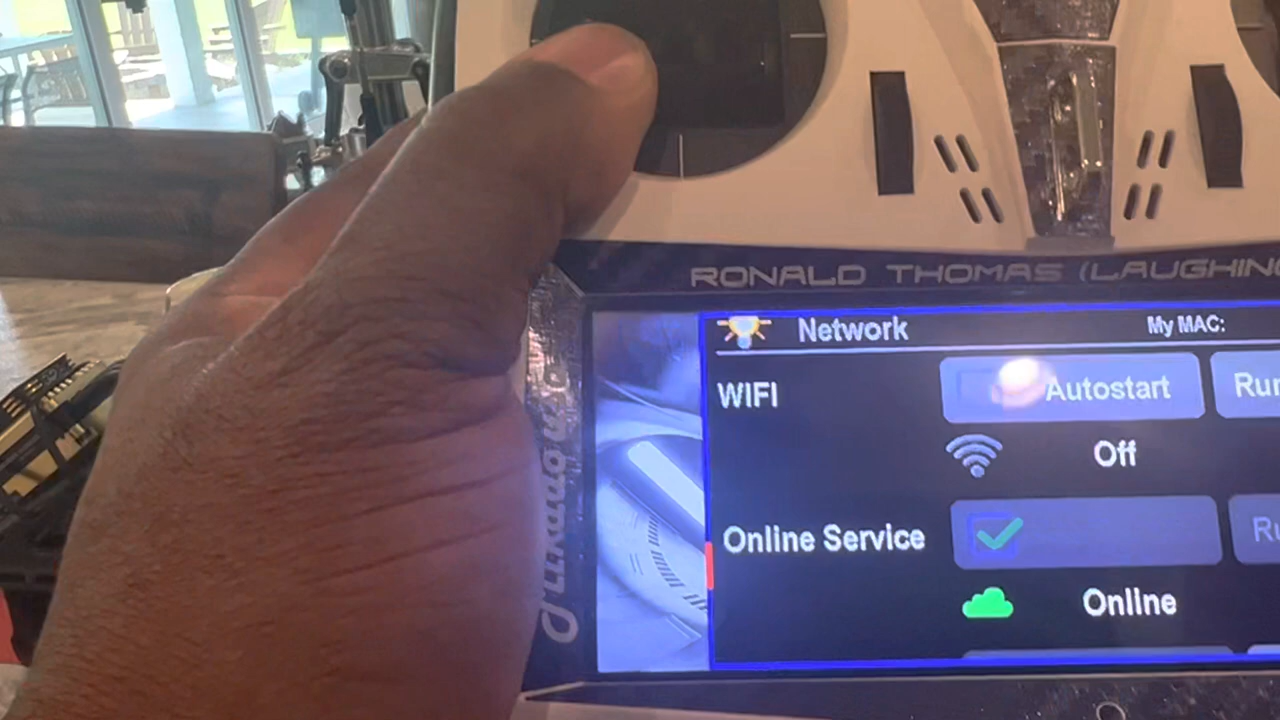 RONALD THOMAS (LAUGHING
Network
My MAC:
WIFI
Autostart
Off
Online Service
Online